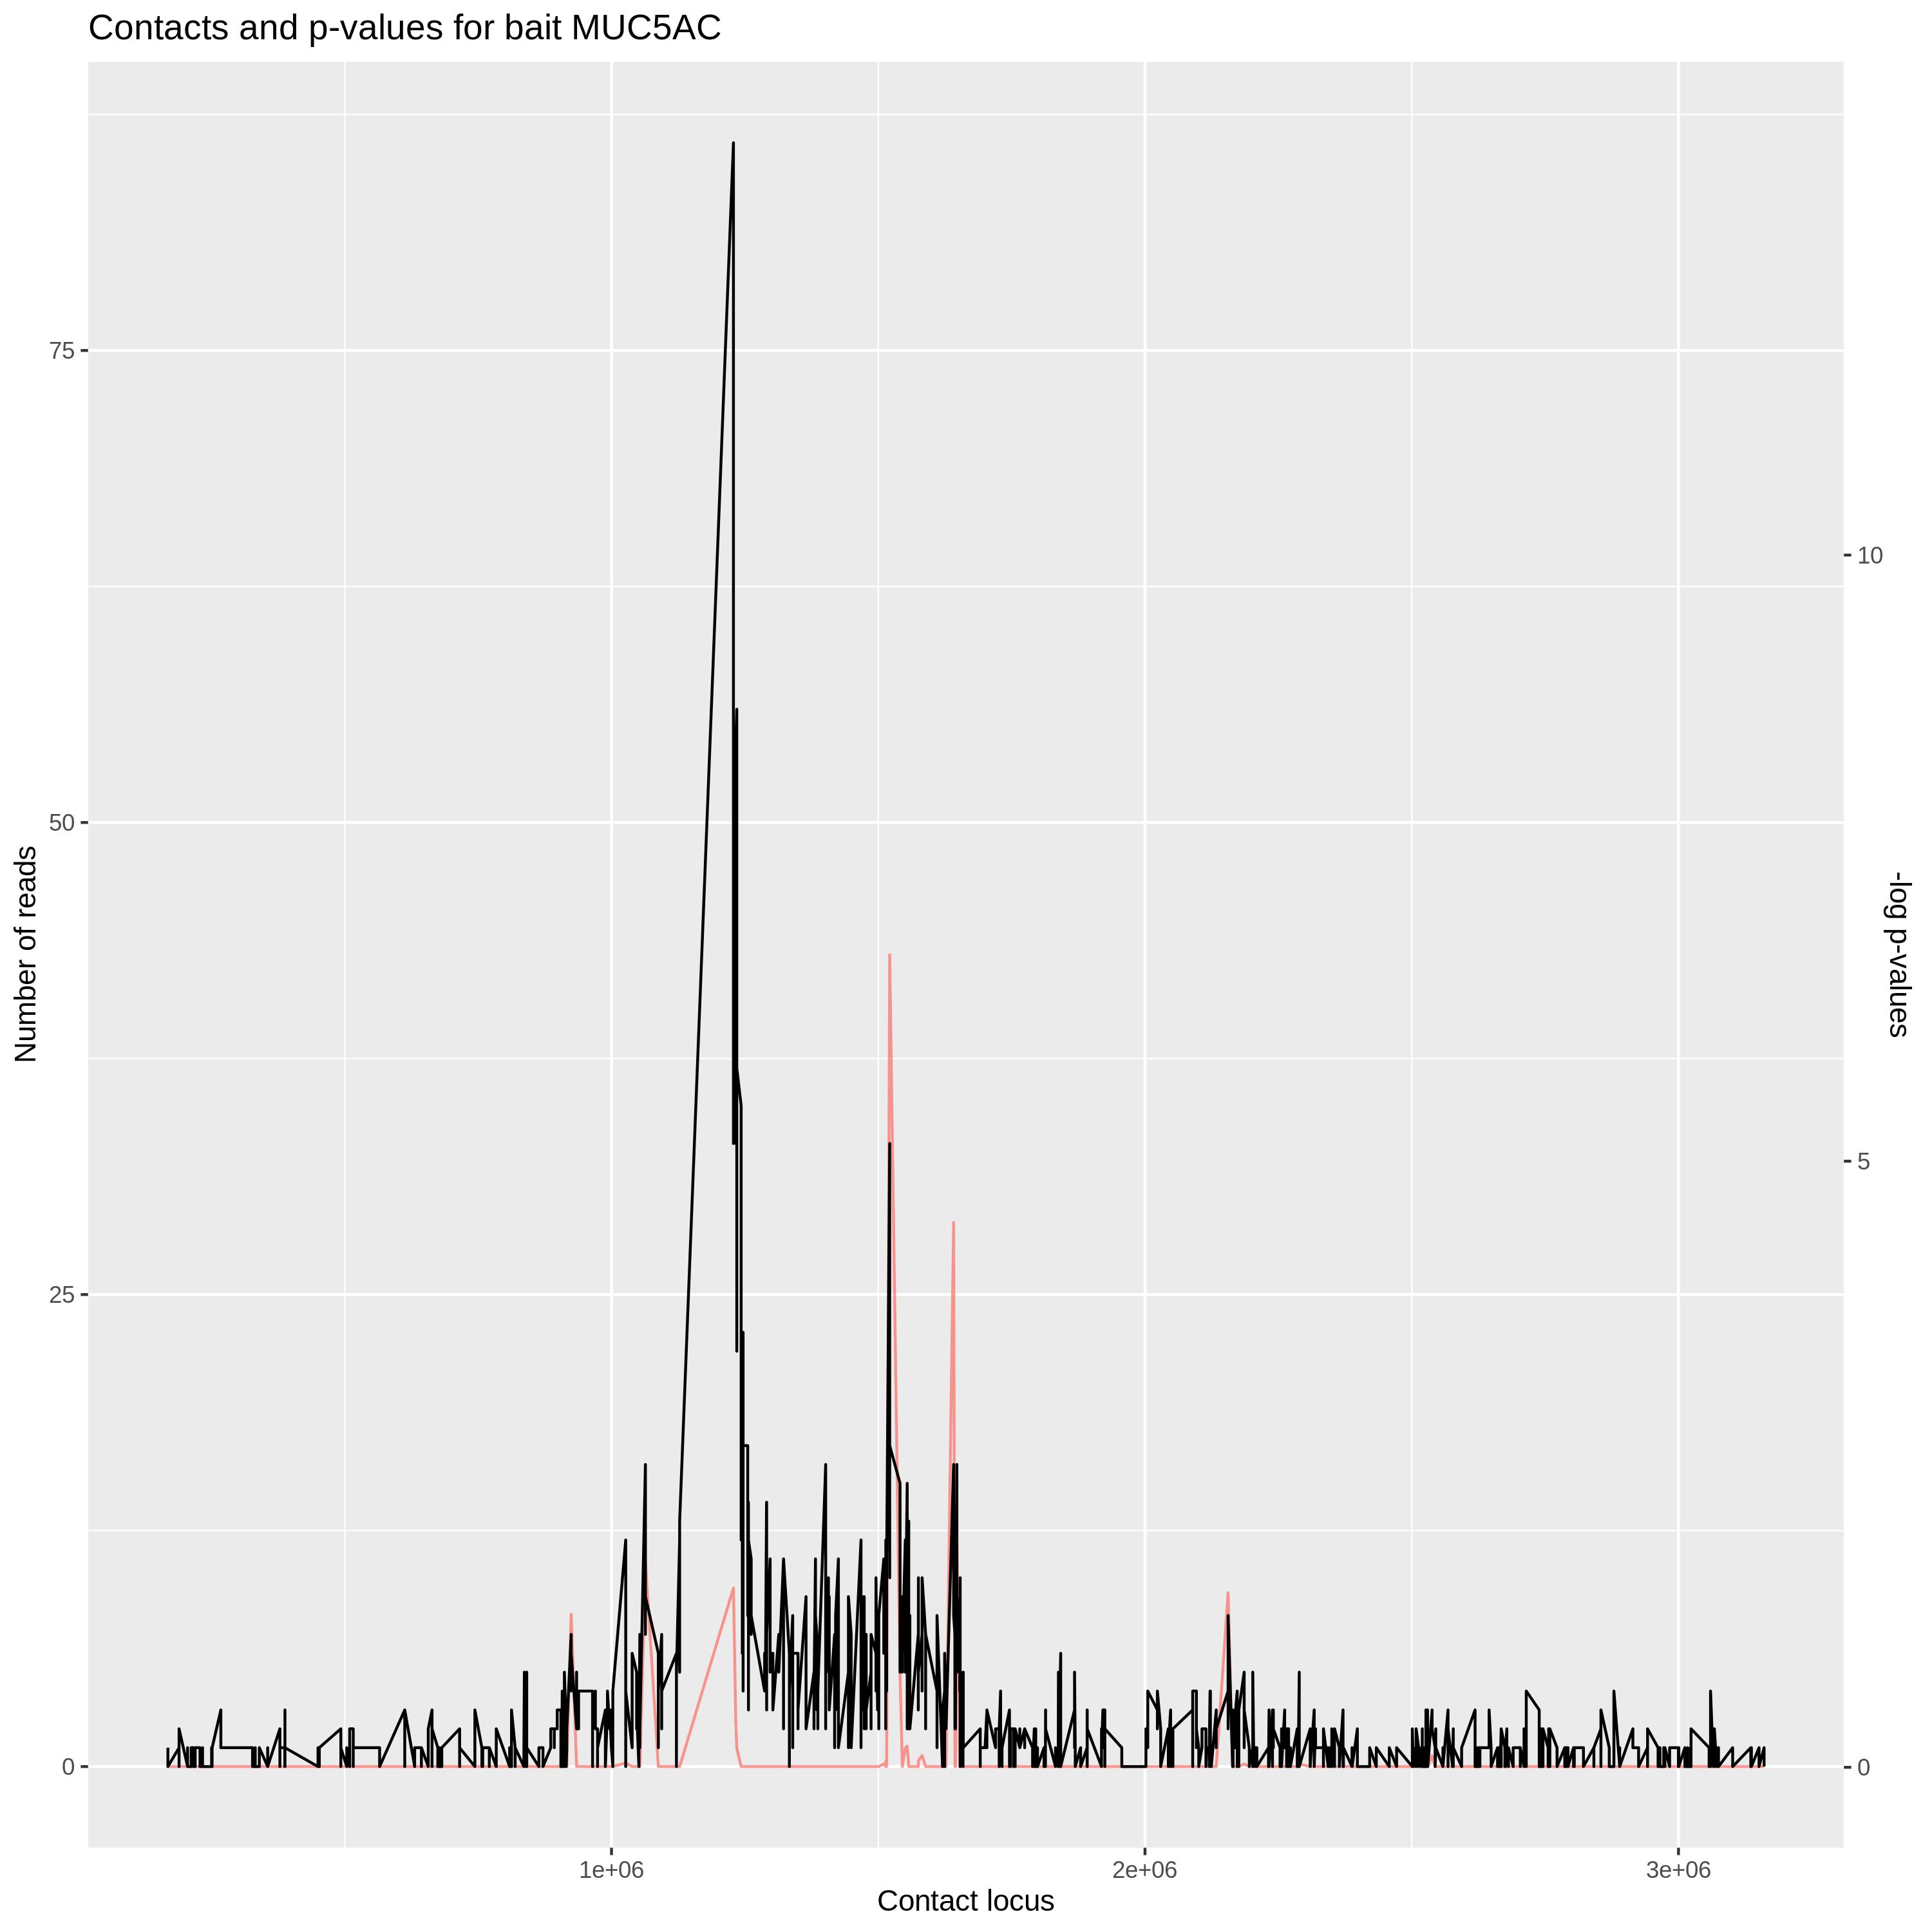 Contacts and p-values for bait MUC5AC
75
50
25
0
10
5
0
Number of reads
-log p-values
1e+06
2e+06
3e+06
Contact locus